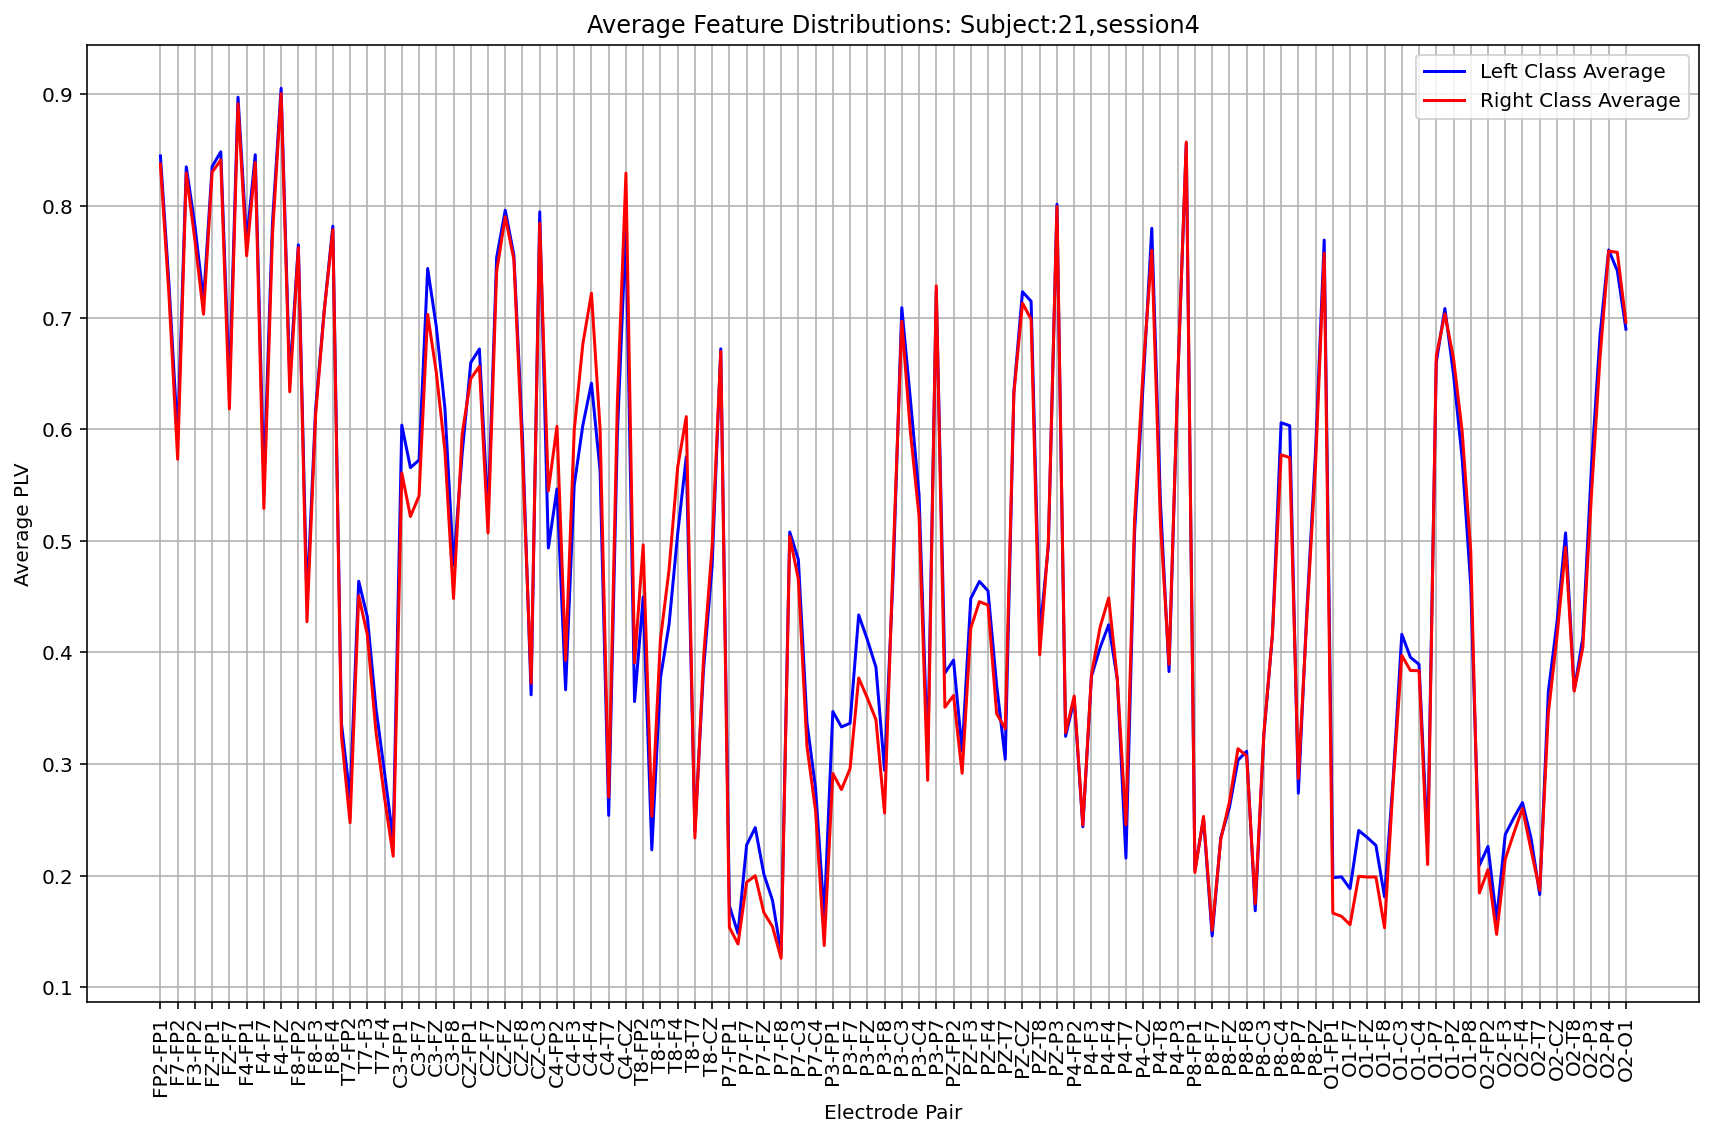 Average Feature Distributions: Subject:21,session4
Left Class Average
Right Class Average
Average PLV
0.9
0.8
0.7
0.6
0.5
0.4
0.3
0.2
0.1
FP2-FP1
F7-FP2
F3-FP2
FZ-FP1
FZ-F7
F4-FP1
F4-F7
F4-FZ
F8-FP2
F8-F3
F8-F4
T7-FP2
T7-F3
T7-F4
C3-FP1
C3-F7
C3-FZ
C3-F8
CZ-FP1
CZ-F7
CZ-FZ
CZ-F8
CZ-C3
C4-FP2
C4-F3
C4-F4
C4-T7
C4-CZ
T8-FP2
T8-F3
T8-F4
T8-T7
T8-CZ
P7-FP1
P7-F7
P7-FZ
P7-F8
P7-C3
P7-C4
P3-FP1
P3-F7
P3-FZ
P3-F8
P3-C3
P3-C4
P3-P7
PZ-FP2
PZ-F3
PZ-F4
PZ-T7
PZ-CZ
PZ-T8
PZ-P3
P4-FP2
P4-F3
P4-F4
P4-T7
P4-CZ
P4-T8
P4-P3
P8-FP1
P8-F7
P8-FZ
P8-F8
P8-C3
P8-C4
P8-P7
P8-PZ
O1-FP1
O1-F7
O1-FZ
O1-F8
O1-C3
O1-C4
O1-P7
O1-PZ
O1-P8
O2-FP2
O2-F3
O2-F4
O2-T7
O2-CZ
O2-T8
O2-P3
O2-P4
O2-O1
Electrode Pair